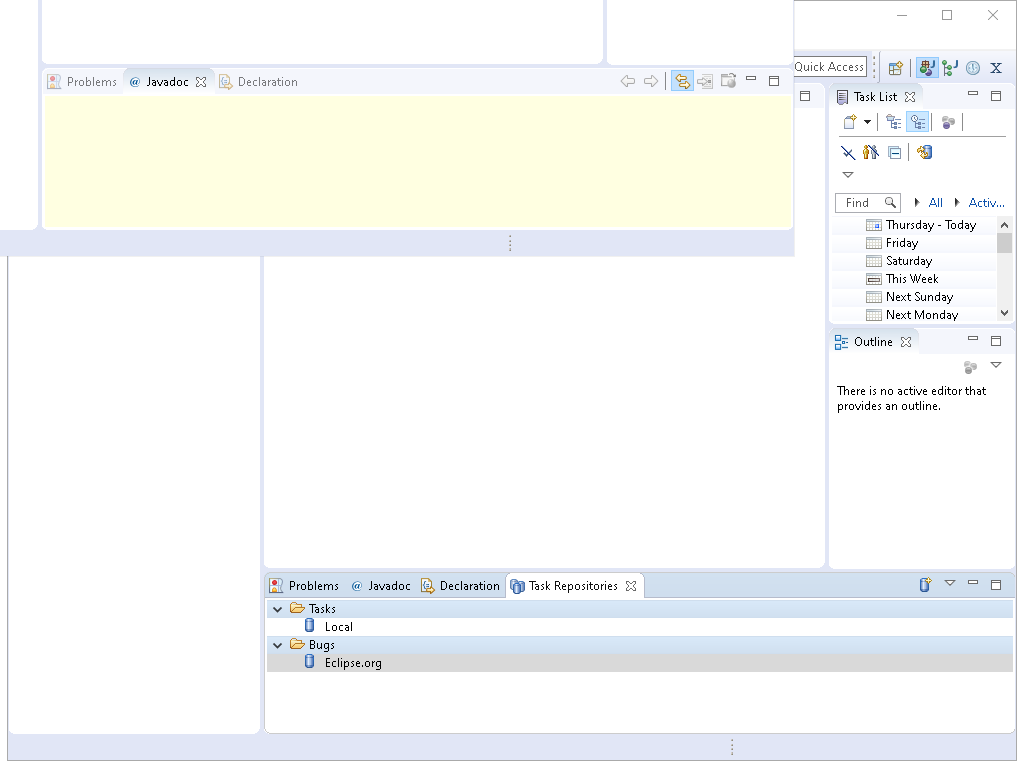 Problems @ Javadoc Declaration
Quick Access
Task List
Find All Activ...
Thursday - Today
Friday
Saturday
This Week
Next Sunday
Next Monday
Outline
There is no active editor that
provides an outline.
Problems @ Javadoc Declaration Task Repositories
Tasks
Local
Bugs
Eclipse.org